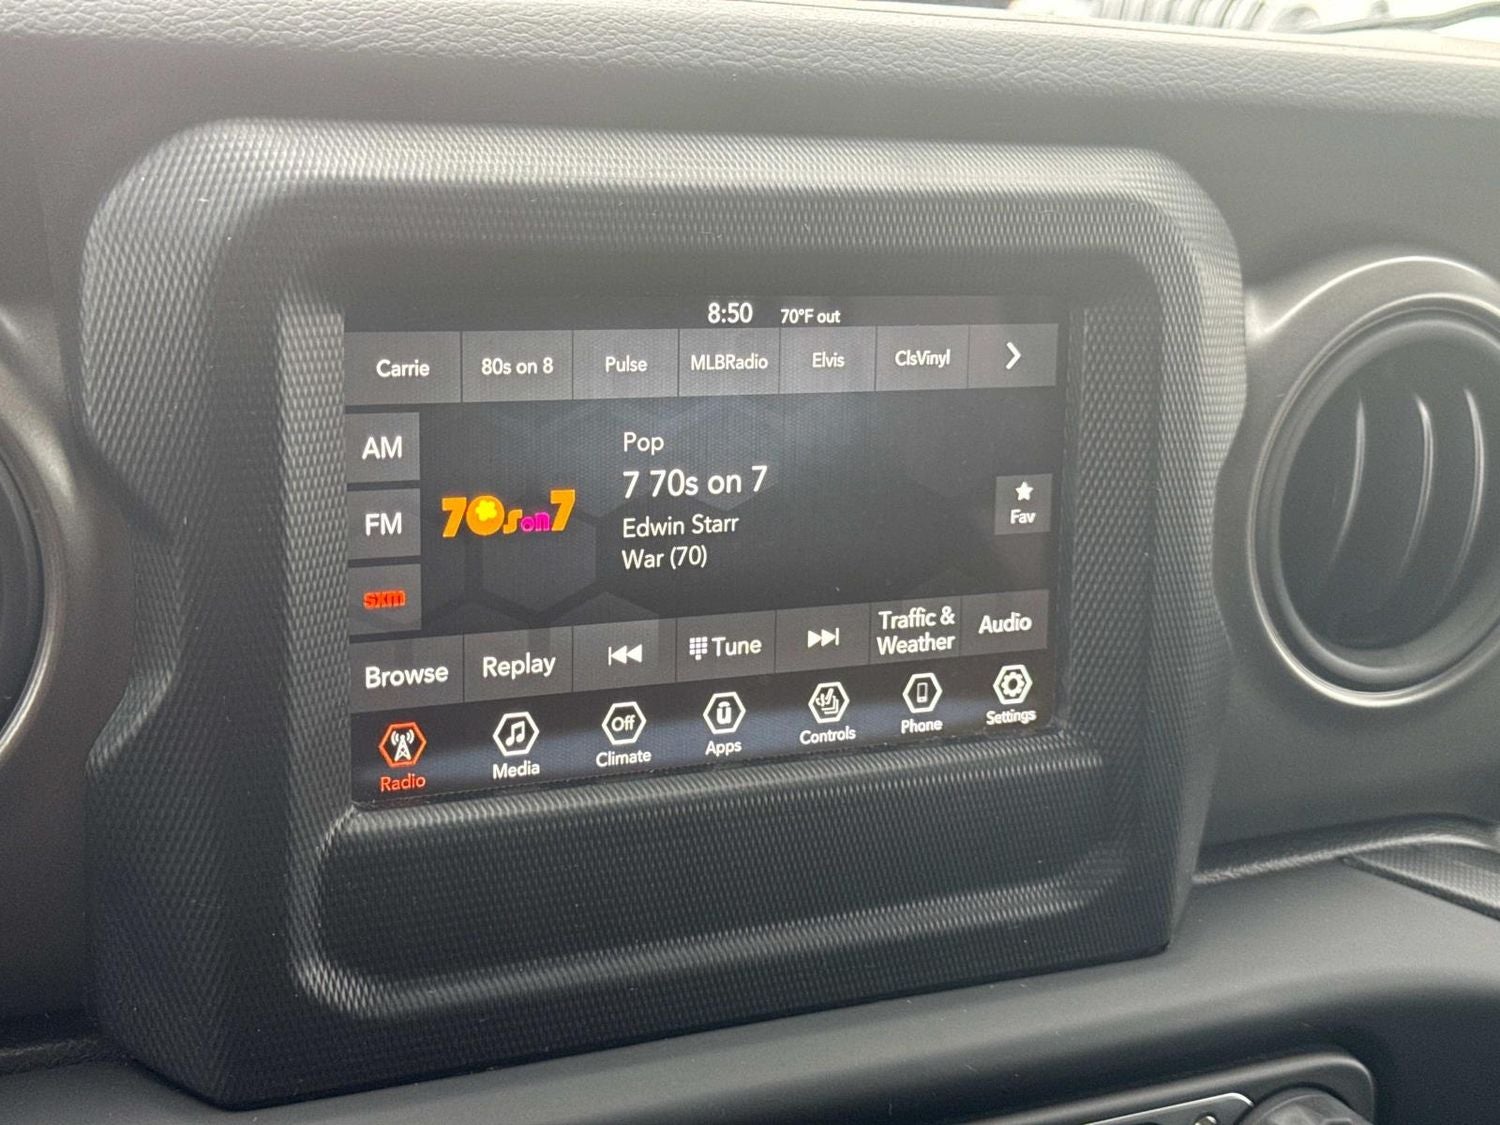 8:50 70°F out
Carrie 80s on 8 Pulse MLBRadio Elvis ClsVinyl
AM
FM
sxm
70s on 7
Pop
7 70s on 7
Edwin Starr
War (70)
Fav
Browse Replay Tune Traffic & Weather Audio
Radio Media Off Climate Apps Controls Phone Settings